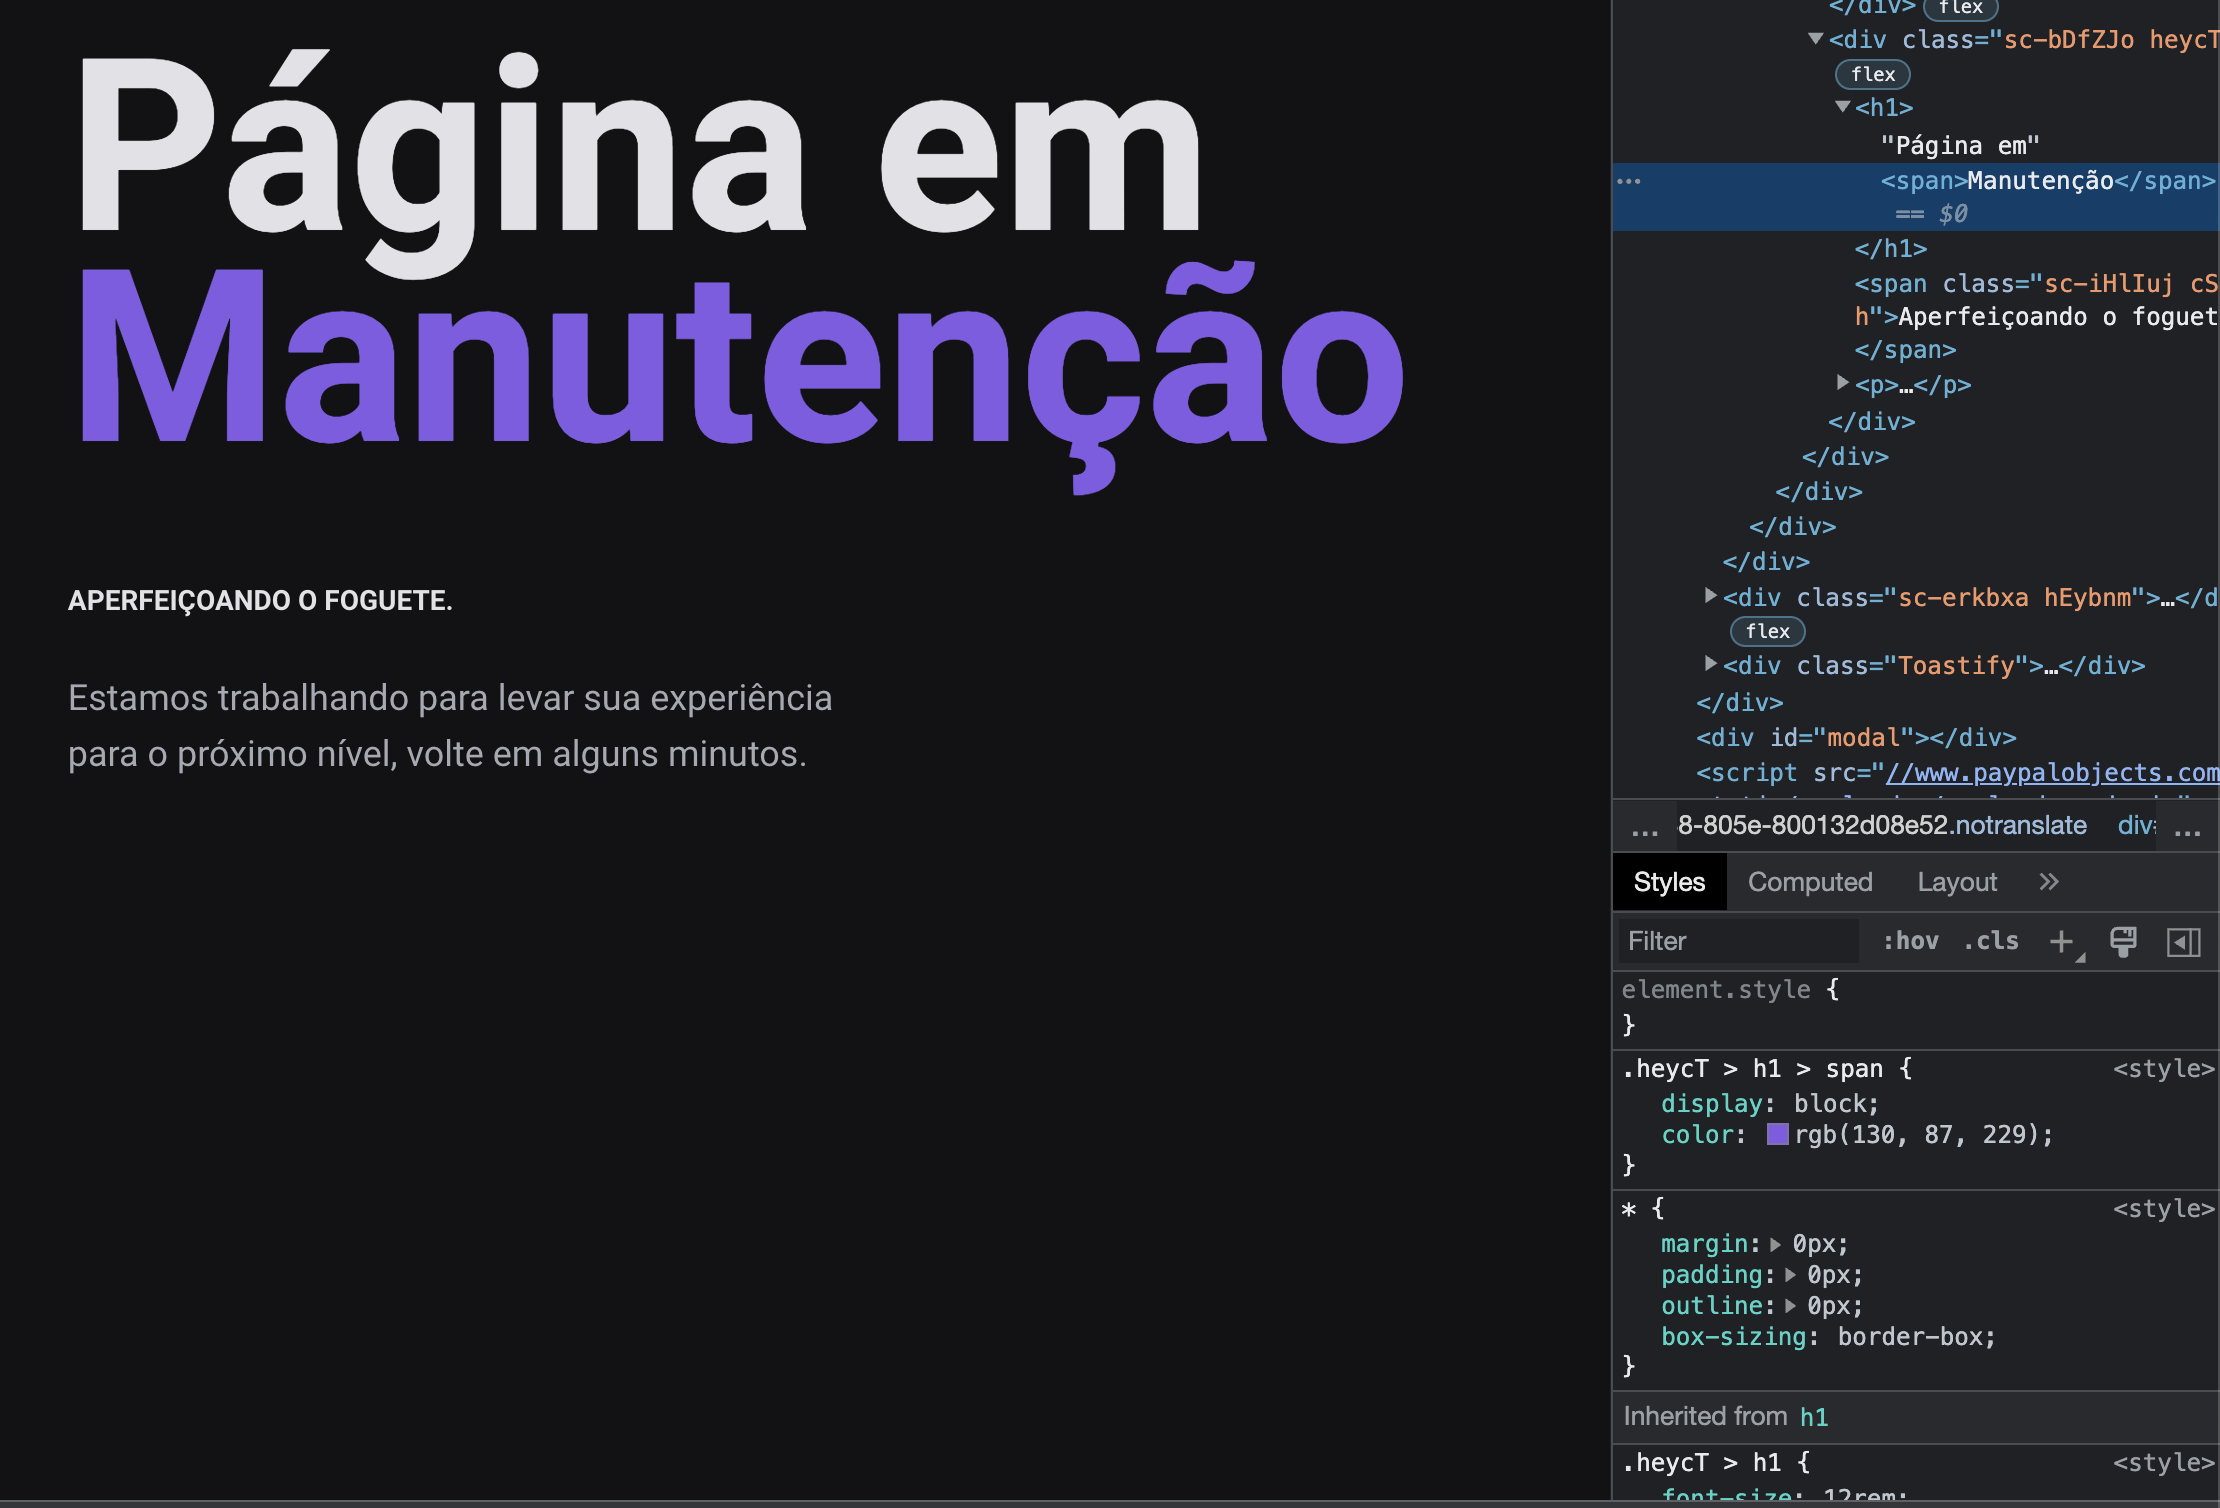 Página em
Manutenção
APERFEIÇOANDO O FOGUETE.
Estamos trabalhando para levar sua experiência
para o próximo nível, volte em alguns minutos.
</div> flex
<div class="sc-bDfZJo heycT
flex
<h1>
"Página em"
<span>Manutenção</span>
== $0
</h1>
<span class="sc-iHlIuj cS
h">Aperfeiçoando o foguet
</span>
<p>…</p>
</div>
</div>
</div>
</div>
</div>
<div class="sc-erkbxa hEybnm">…</d
flex
<div class="Toastify">…</div>
</div>
<div id="modal"></div>
<script src="//www.paypalobjects.com
... 8-805e-800132d08e52.notranslate div ...
Styles Computed Layout »
Filter :hov .cls +
element.style {
}
.heycT > h1 > span { <style>
display: block;
color: rgb(130, 87, 229);
}
* { <style>
margin: 0px;
padding: 0px;
outline: 0px;
box-sizing: border-box;
}
Inherited from h1
.heycT > h1 { <style>
font-size: 12rem;